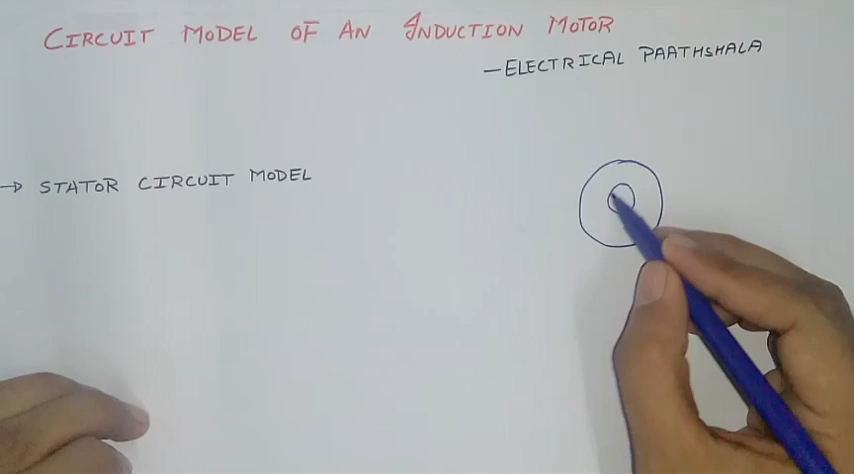 CIRCUIT MODEL OF AN INDUCTION MOTOR
— ELECTRICAL PAATHSHALA
→ STATOR CIRCUIT MODEL